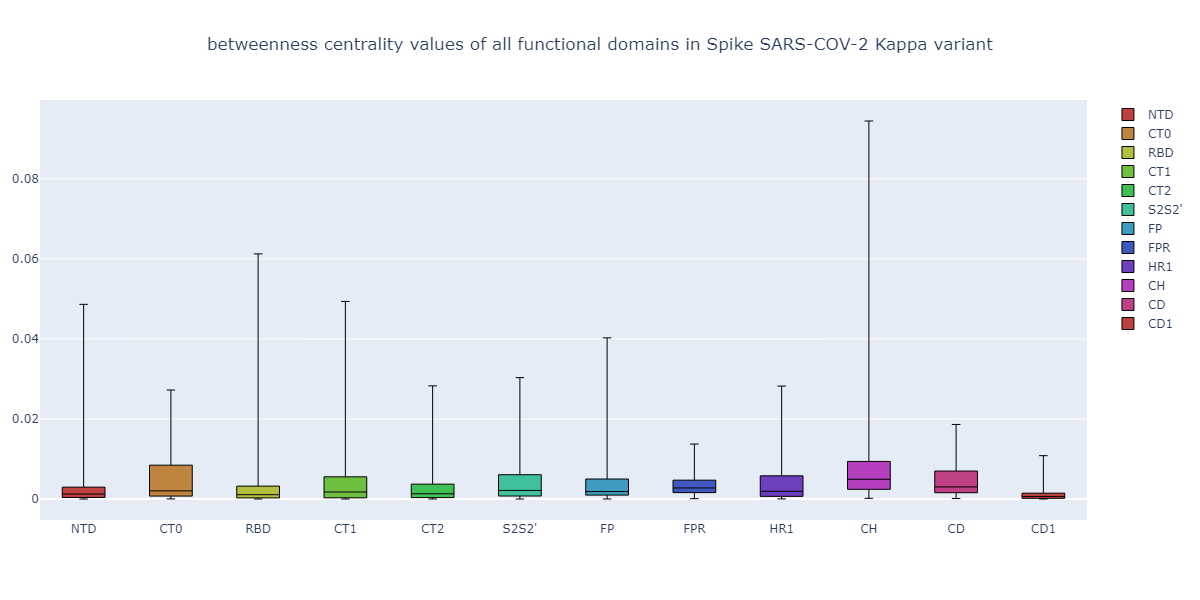 betweenness centrality values of all functional domains in Spike SARS-COV-2 Kappa variant
0.08
0.06
0.04
0.02
0
NTD CT0 RBD CT1 CT2 S2S2' FP FPR HR1 CH CD CD1
NTD
CT0
RBD
CT1
CT2
S2S2'
FP
FPR
HR1
CH
CD
CD1